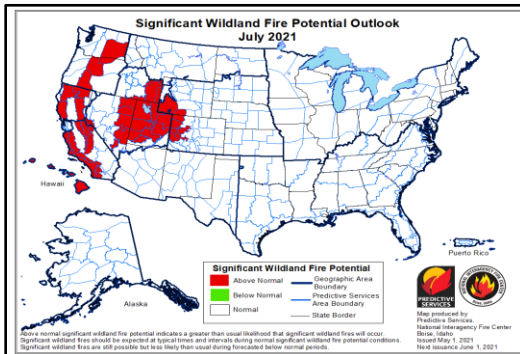 Significant Wildland Fire Potential Outlook
July 2021
Hawaii
Alaska
Puerto Rico
Significant Wildland Fire Potential
Above Normal
Below Normal
Normal
Geographic Area
Boundary
Predictive Services
Area Boundary
State Border
PREDICTIVE
SERVICES
Map produced by
Predictive Services,
National Interagency Fire Center
Boise, Idaho
Issued May 1, 2021
Next issuance June 1, 2021
Above normal significant wildland fire potential indicates a greater than usual likelihood that significant wildland fires will occur.
Significant wildland fires should be expected at typical times and intervals during normal significant wildland fire potential conditions.
Significant wildland fires are still possible but less likely than usual during forecasted below normal periods.